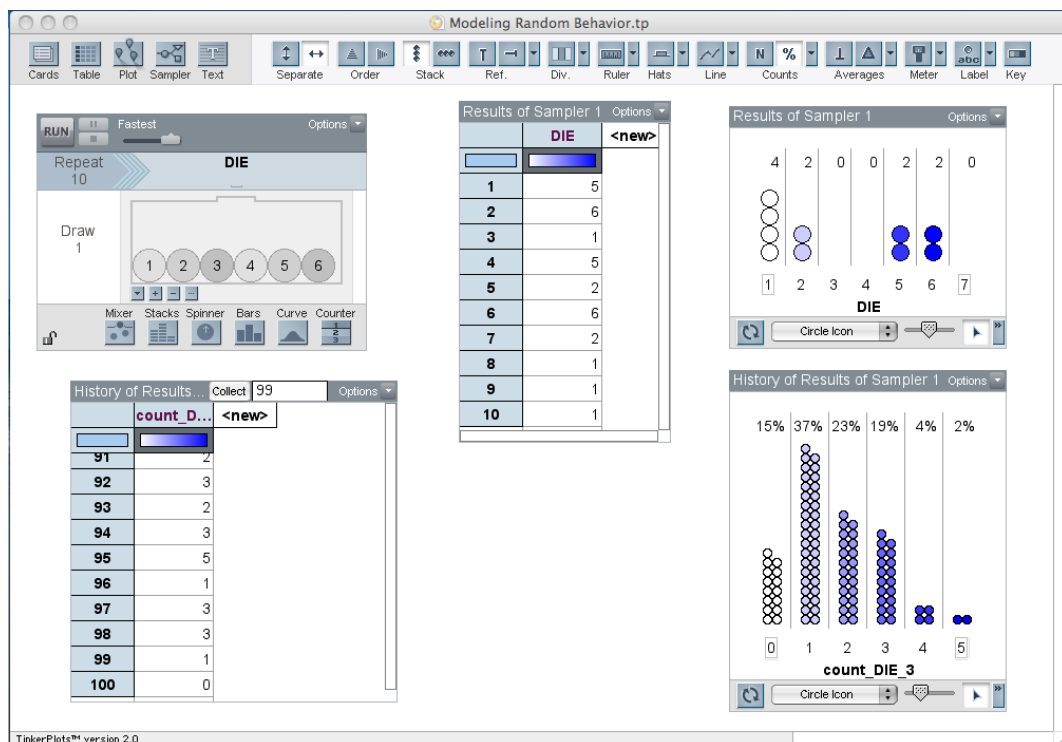 Modeling Random Behavior.tp
Cards Table Plot Sampler Text Separate Order Stack Ref. Div. Ruler Hats Line Counts Averages Meter Label Key
N % abc
RUN Fastest Options
Repeat
10
DIE
Draw
1
1 2 3 4 5 6
Mixer Stacks Spinner Bars Curve Counter
1
2
3
Results of Sampler 1 Options
DIE <new>
1 5
2 6
3 1
4 5
5 2
6 6
7 2
8 1
9 1
10 1
Results of Sampler 1 Options
4 2 0 0 2 2 0
1 2 3 4 5 6 7
DIE
Circle Icon
History of Results... Collect 99 Options
count_D... <new>
91 2
92 3
93 2
94 3
95 5
96 1
97 3
98 3
99 1
100 0
History of Results of Sampler 1 Options
15% 37% 23% 19% 4% 2%
0 1 2 3 4 5
count_DIE_3
Circle Icon
TinkerPlots™ version 2.0